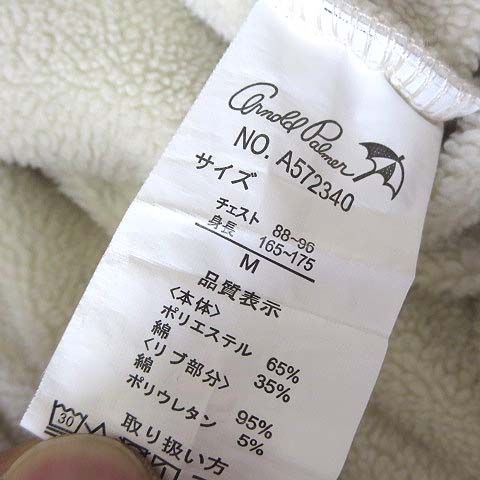 Arnold Palmer
NO. A572340
サイズ
チェスト 88~96
身長 165~175
M
品質表示
〈本体〉
ポリエステル 65%
綿 35%
〈リブ部分〉
綿 95%
ポリウレタン 5%
取り扱い方
30